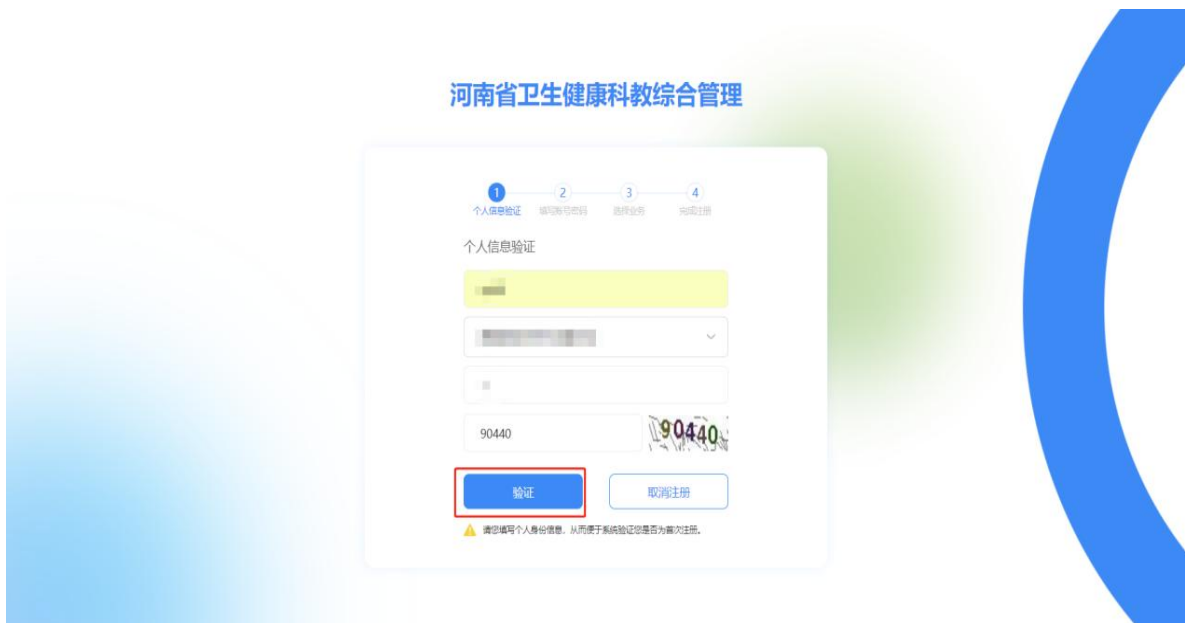 河南省卫生健康科教综合管理
1 2 3 4
个人信息验证 填写账号密码 选择业务 完成注册
个人信息验证
90440 90440
验证 取消注册
请您填写个人身份信息，从而便于系统验证您是否为首次注册。